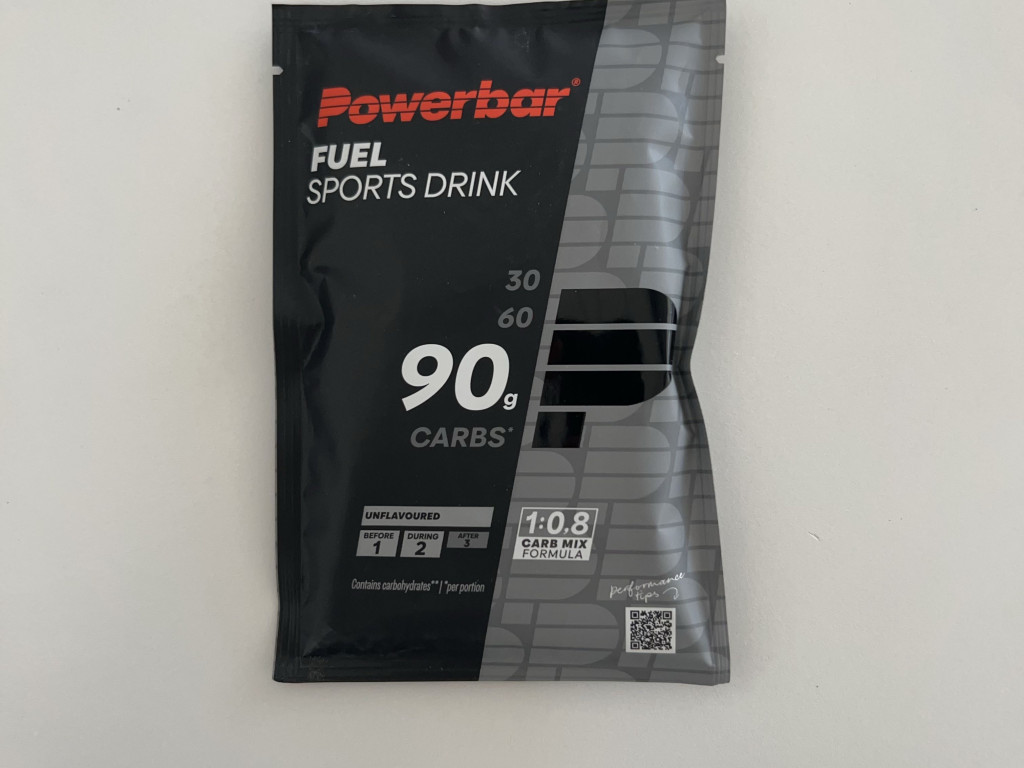 Powerbar®
FUEL
SPORTS DRINK
30
60
90g
CARBS*
UNFLAVOURED
BEFORE
1
DURING
2
AFTER
3
1:0,8
CARB MIX
FORMULA
Contains carbohydrates** | *per portion
performance
tips